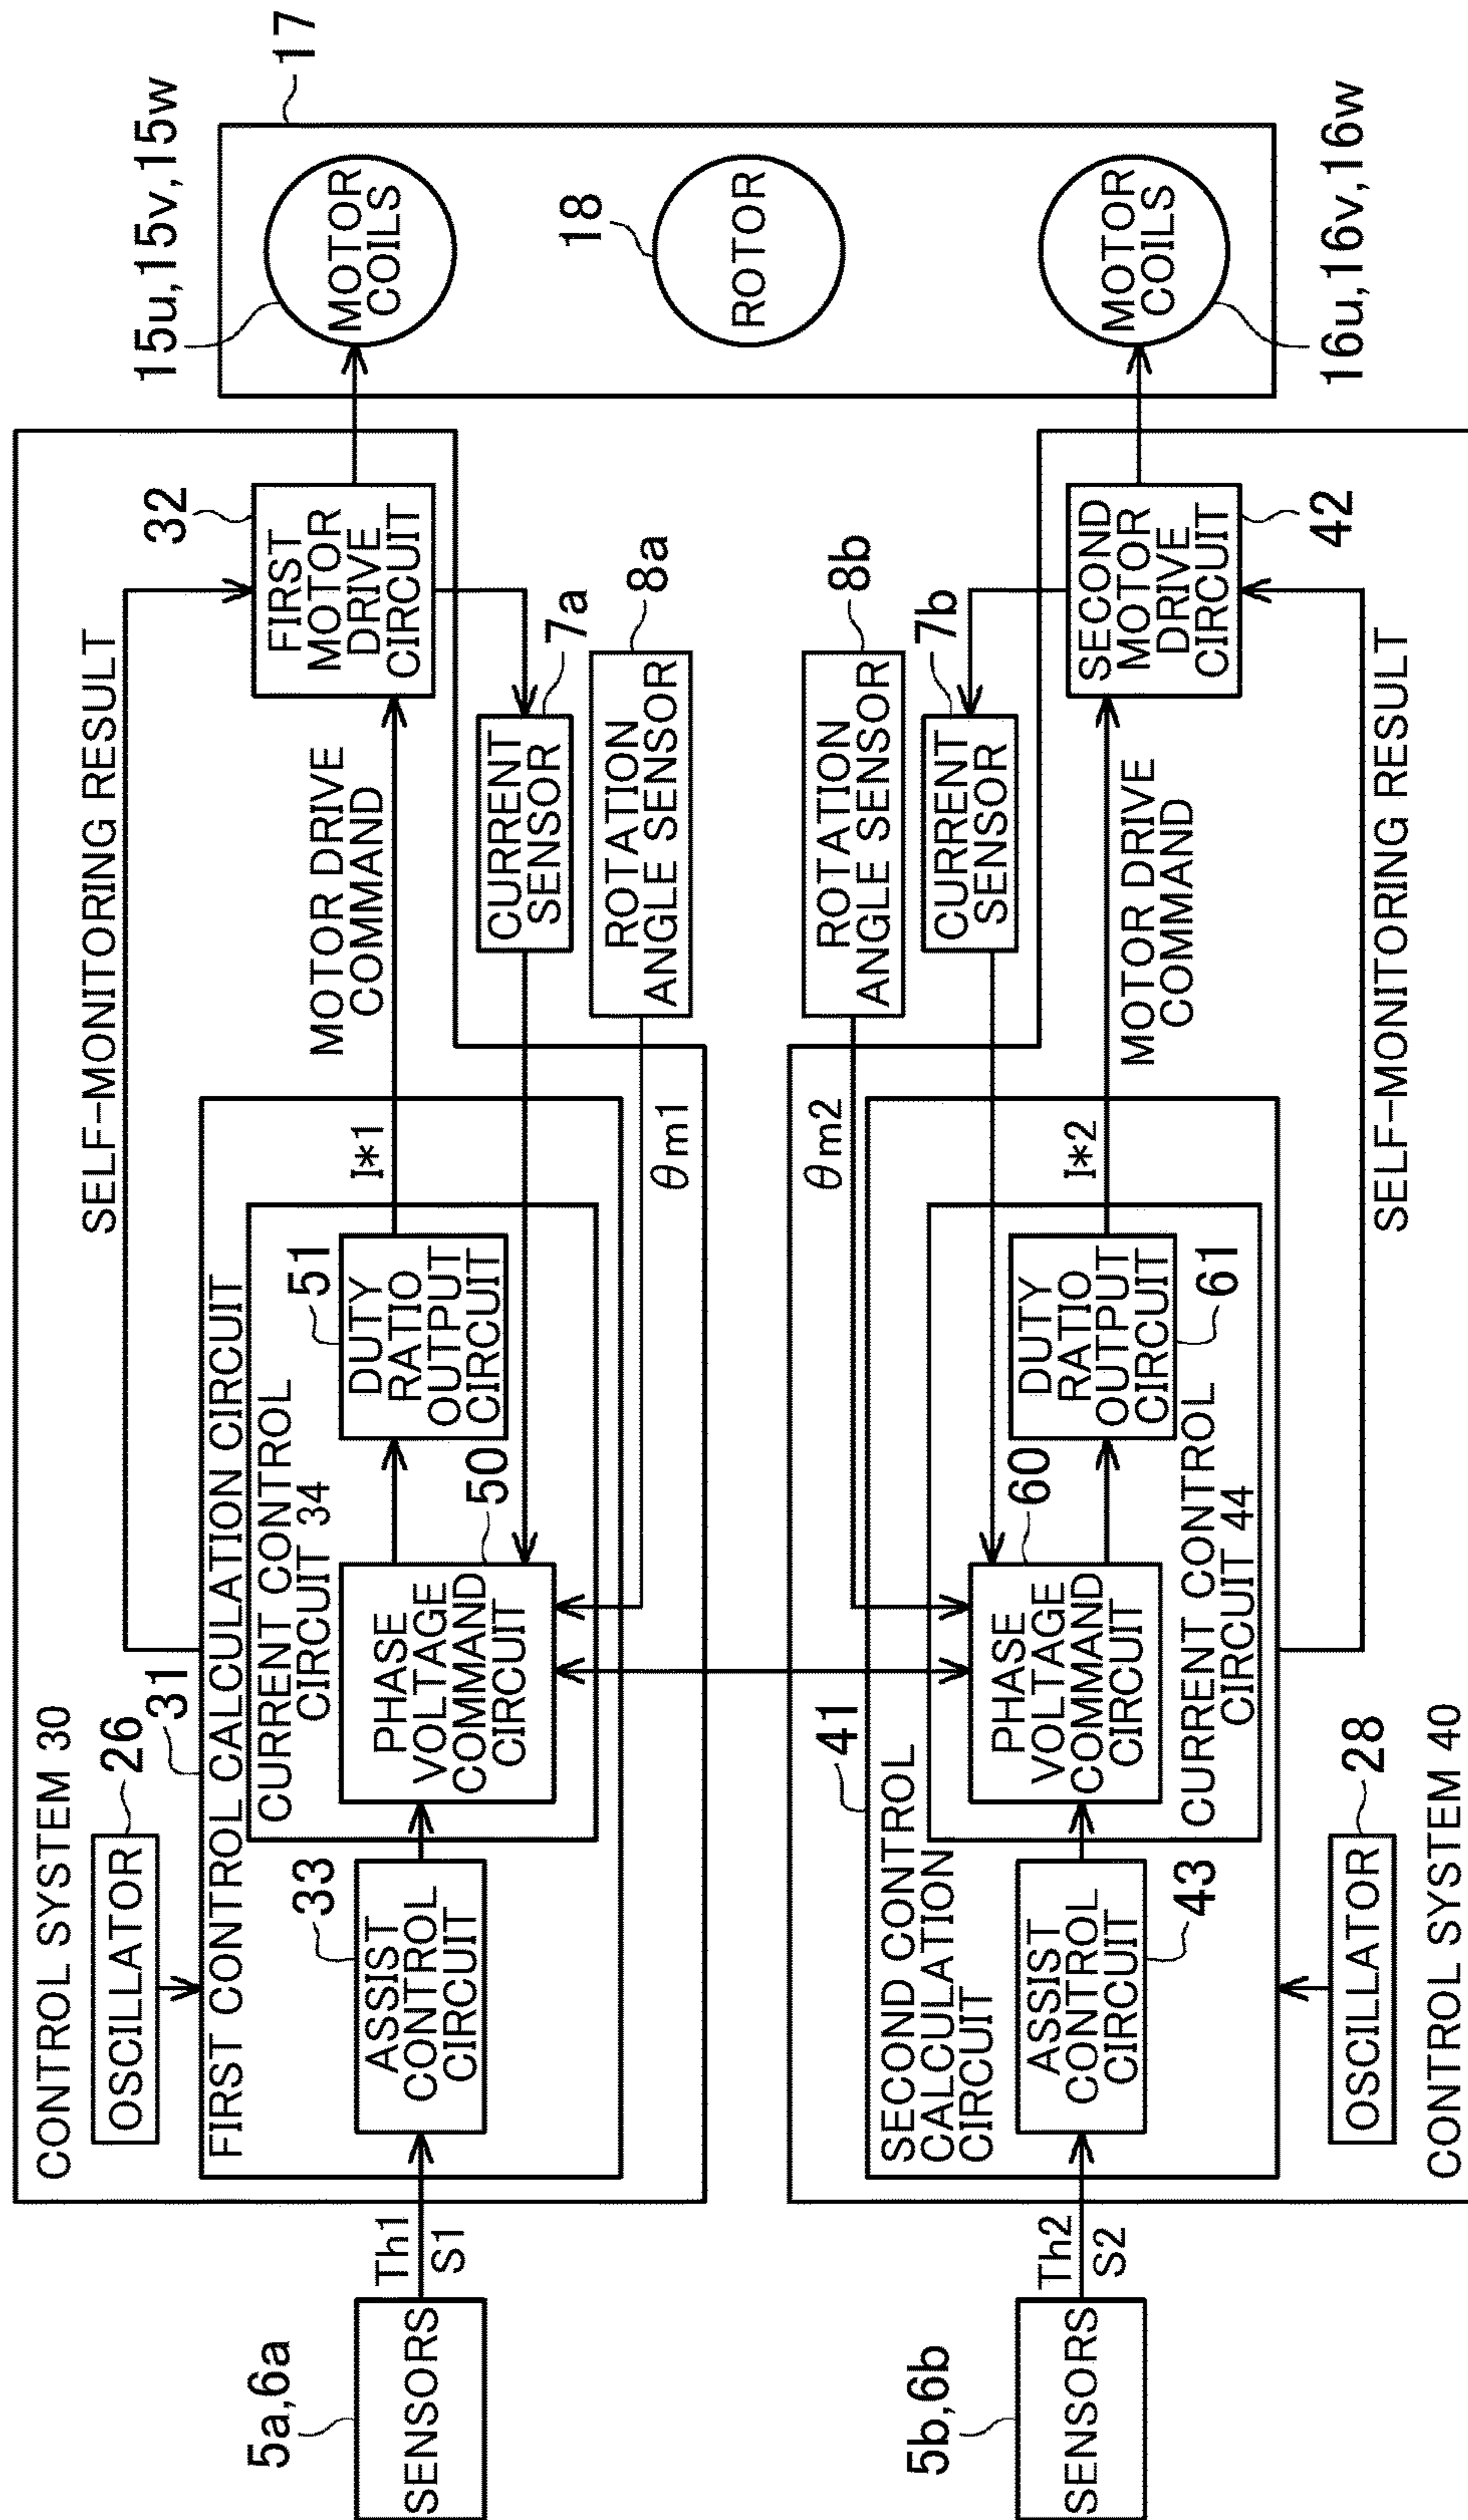 CONTROL SYSTEM 30
OSCILLATOR
26
31
SELF-MONITORING RESULT
FIRST CONTROL CALCULATION CIRCUIT
CURRENT CONTROL
CIRCUIT 34
5a,6a
SENSORS
Th1
S1
33
ASSIST
CONTROL
CIRCUIT
50
PHASE
VOLTAGE
COMMAND
CIRCUIT
51
DUTY
RATIO
OUTPUT
CIRCUIT
I*1
MOTOR DRIVE
COMMAND
32
FIRST
MOTOR
DRIVE
CIRCUIT
7a
CURRENT
SENSOR
8a
ROTATION
ANGLE SENSOR
θm1
15u,15v,15w
17
MOTOR
COILS
18
ROTOR
MOTOR
COILS
16u,16v,16w
θm2
ROTATION
ANGLE SENSOR
8b
CURRENT
SENSOR
7b
41
SECOND CONTROL
CALCULATION
CIRCUIT
5b,6b
SENSORS
Th2
S2
ASSIST
CONTROL
CIRCUIT
43
60
PHASE
VOLTAGE
COMMAND
CIRCUIT
DUTY
RATIO
OUTPUT
CIRCUIT
61
CURRENT CONTROL
CIRCUIT 44
I*2
MOTOR DRIVE
COMMAND
SECOND
MOTOR
DRIVE
CIRCUIT
42
OSCILLATOR
28
SELF-MONITORING RESULT
CONTROL SYSTEM 40